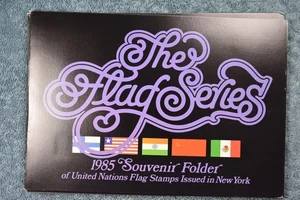 The
Flag Series
1985 "Souvenir Folder"
of United Nations Flag Stamps Issued in New York